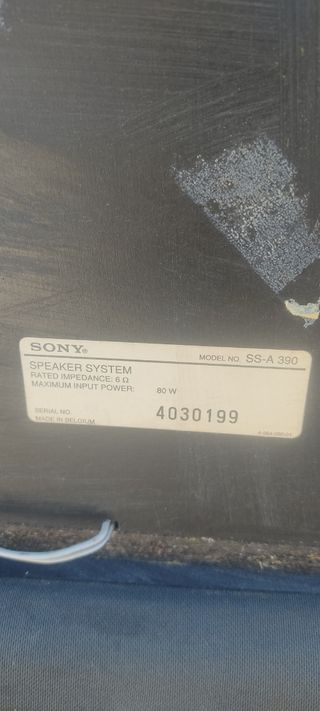 SONY®
MODEL NO. SS-A 390
SPEAKER SYSTEM
RATED IMPEDANCE: 6 Ω
MAXIMUM INPUT POWER: 80 W
SERIAL NO. 4030199
MADE IN BELGIUM